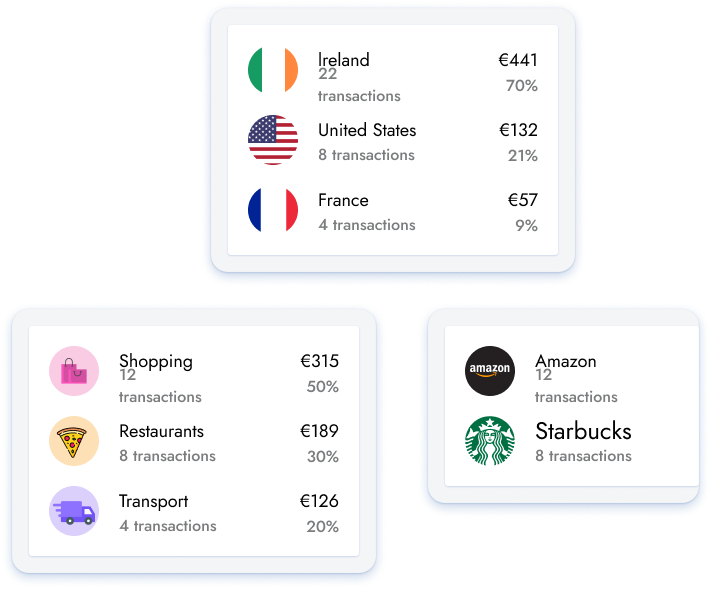 Ireland €441
22
transactions 70%
United States €132
8 transactions 21%
France €57
4 transactions 9%
Shopping €315
12
transactions 50%
Restaurants €189
8 transactions 30%
Transport €126
4 transactions 20%
amazon Amazon
12
transactions
Starbucks
8 transactions